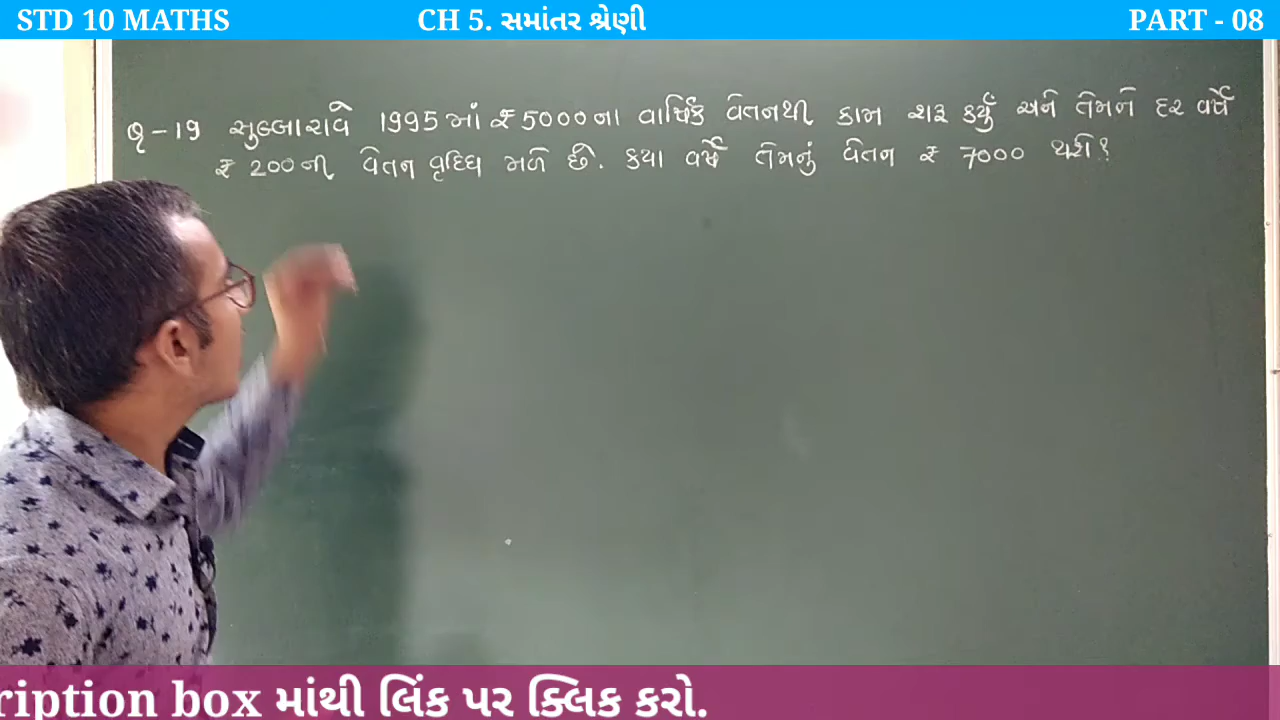 STD 10 MATHS CH 5. સમાંતર શ્રેણી PART - 08
Q-19 સુબ્બારાવે 1995માં ₹5000ના વાર્ષિક વેતનથી કામ શરૂ કર્યું અને તેમને દર વર્ષે
₹ 200ની વેતન વૃદ્ધિ મળે છે. કયા વર્ષે તેમનું વેતન ₹ 7000 થશે?
ription box માંથી લિંક પર ક્લિક કરો.